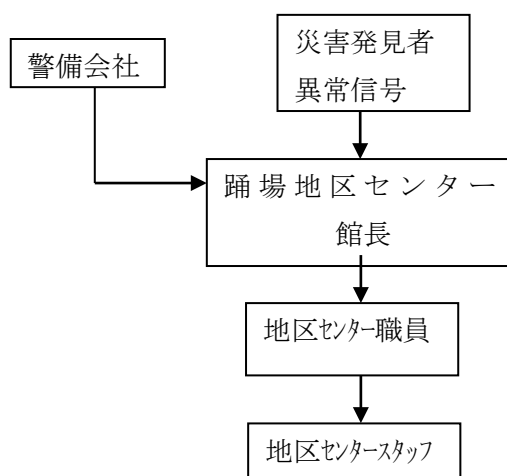 警備会社
災害発見者
異常信号
踊場地区センター
館長
地区センター職員
地区センタースタッフ